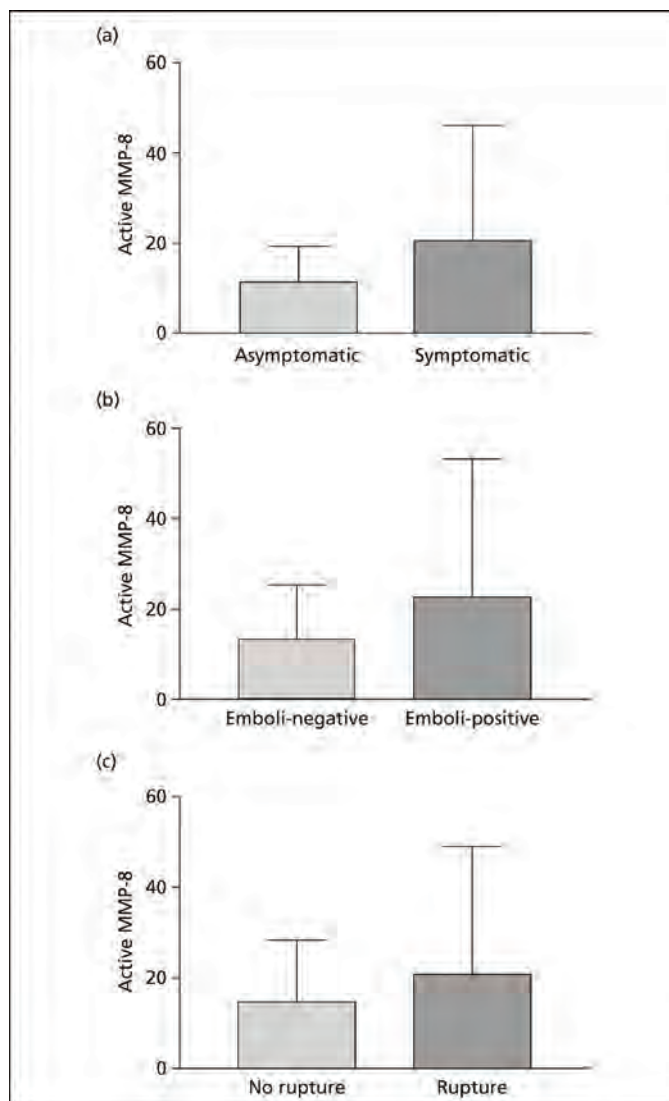 (a)
60
40
20
0
Active MMP-8
Asymptomatic Symptomatic
(b)
60
40
20
0
Active MMP-8
Emboli-negative Emboli-positive
(c)
60
40
20
0
Active MMP-8
No rupture Rupture